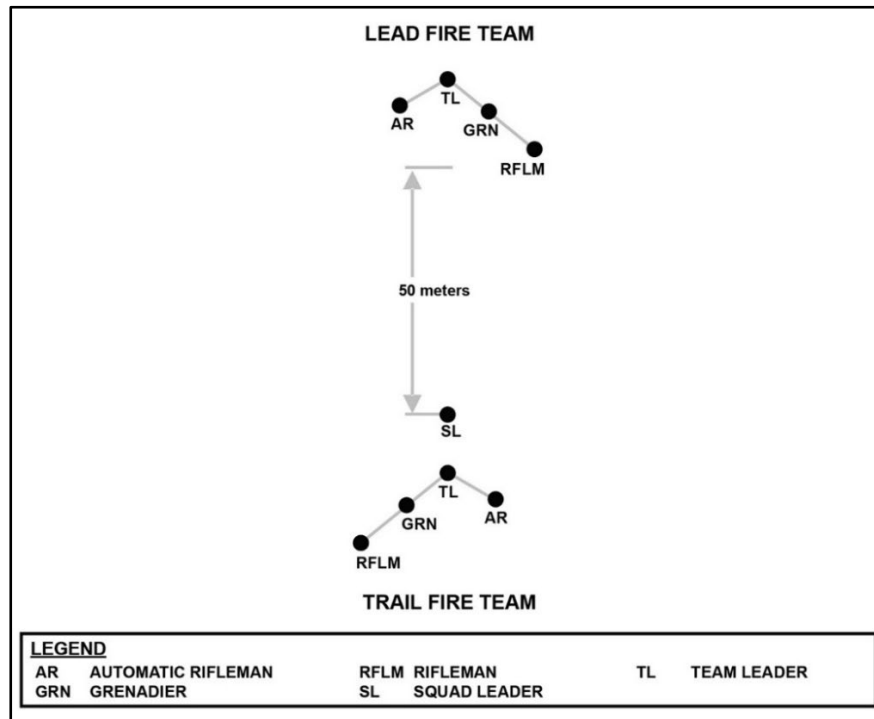 LEAD FIRE TEAM
TL
AR
GRN
RFLM
50 meters
SL
TL
GRN
AR
RFLM
TRAIL FIRE TEAM
LEGEND
AR AUTOMATIC RIFLEMAN RFLM RIFLEMAN TL TEAM LEADER
GRN GRENADIER SL SQUAD LEADER